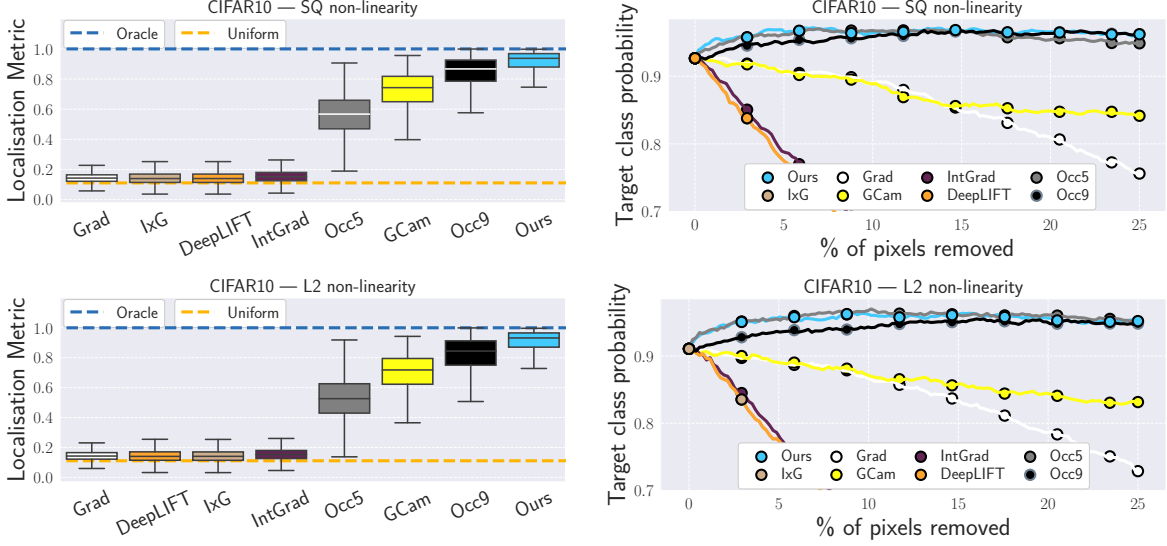 CIFAR10 — SQ non-linearity
Localisation Metric
Oracle Uniform
1.0
0.8
0.6
0.4
0.2
0.0
Grad IxG DeepLIFT IntGrad Occ5 GCam Occ9 Ours
CIFAR10 — SQ non-linearity
Target class probability
0.9
0.8
0.7
Ours Grad IntGrad Occ5
IxG GCam DeepLIFT Occ9
0 5 10 15 20 25
% of pixels removed
CIFAR10 — L2 non-linearity
Localisation Metric
Oracle Uniform
1.0
0.8
0.6
0.4
0.2
0.0
Grad DeepLIFT IxG IntGrad Occ5 GCam Occ9 Ours
CIFAR10 — L2 non-linearity
Target class probability
0.9
0.8
0.7
Ours Grad IntGrad Occ5
IxG GCam DeepLIFT Occ9
0 5 10 15 20 25
% of pixels removed